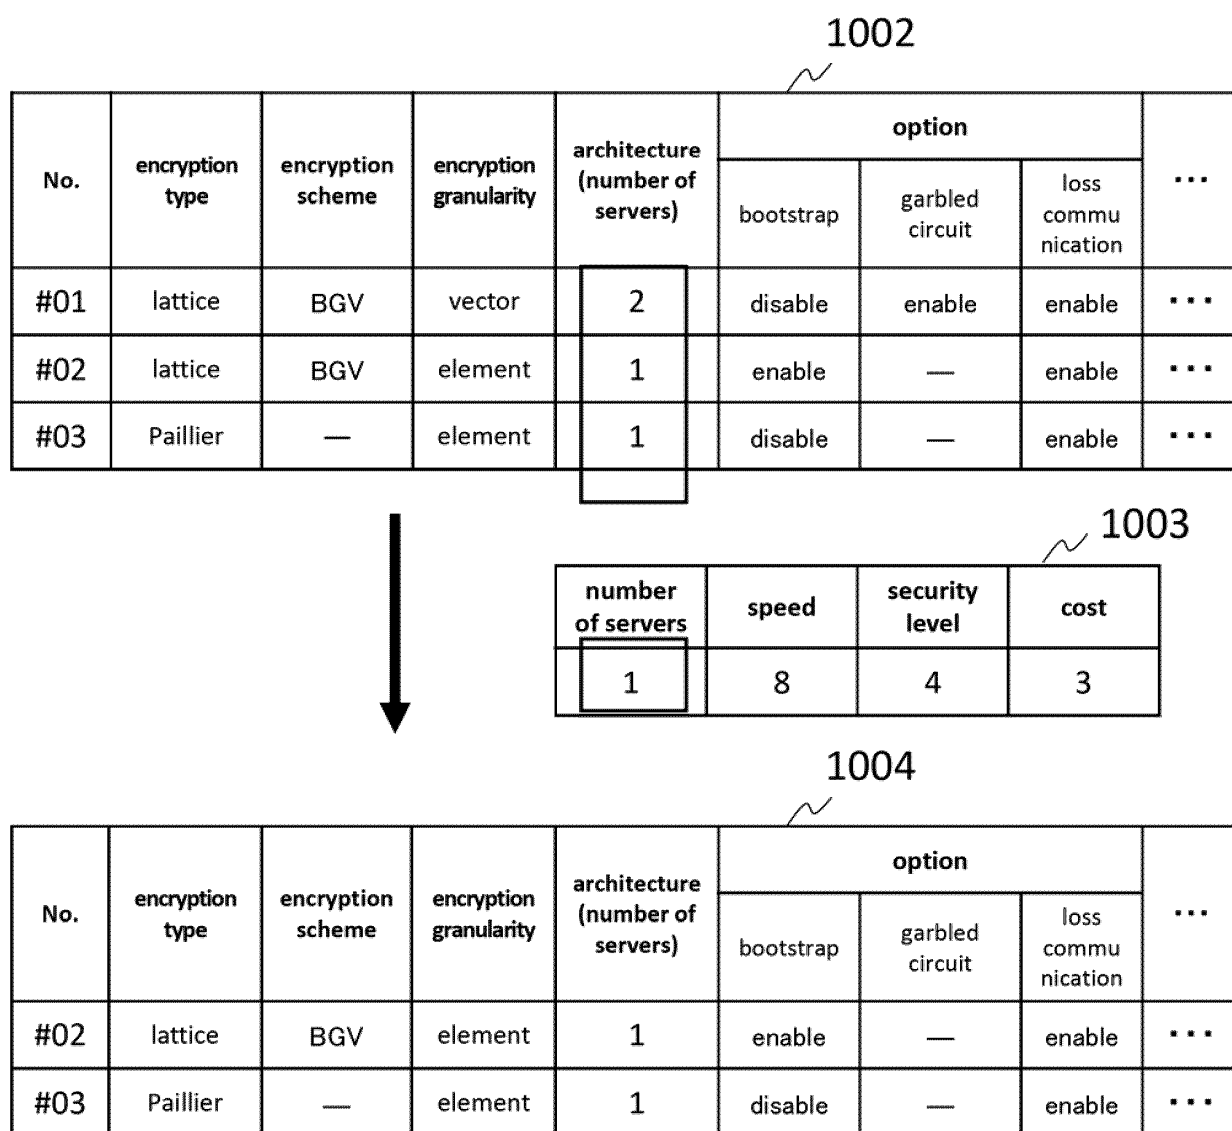 1002
No. encryption type encryption scheme encryption granularity architecture (number of servers) option ...
bootstrap garbled circuit loss commu nication
#01 lattice BGV vector 2 disable enable enable ...
#02 lattice BGV element 1 enable — enable ...
#03 Paillier — element 1 disable — enable ...
1003
number of servers speed security level cost
1 8 4 3
1004
No. encryption type encryption scheme encryption granularity architecture (number of servers) option ...
bootstrap garbled circuit loss commu nication
#02 lattice BGV element 1 enable — enable ...
#03 Paillier — element 1 disable — enable ...